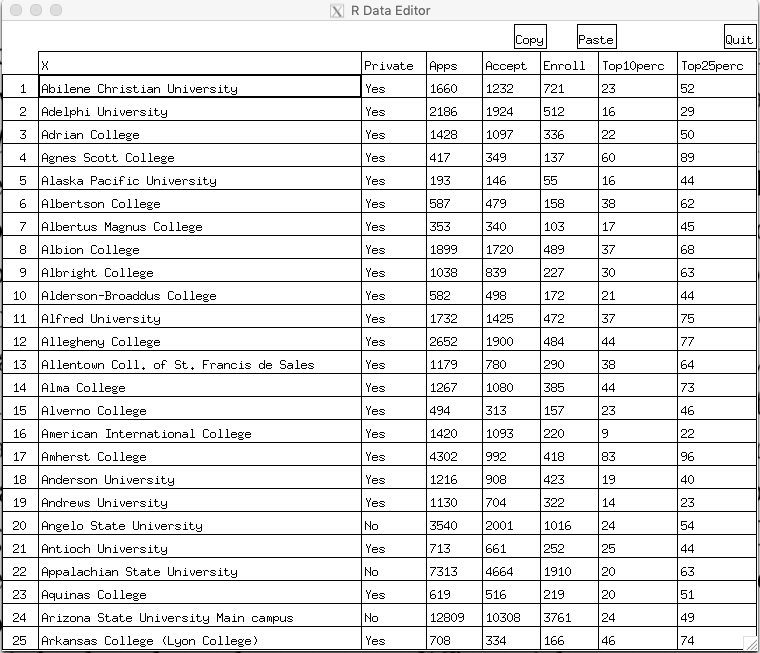 R Data Editor
Copy Paste Quit
X Private Apps Accept Enroll Top10perc Top25perc
1 Abilene Christian University Yes 1660 1232 721 23 52
2 Adelphi University Yes 2186 1924 512 16 29
3 Adrian College Yes 1428 1097 336 22 50
4 Agnes Scott College Yes 417 349 137 60 89
5 Alaska Pacific University Yes 193 146 55 16 44
6 Albertson College Yes 587 479 158 38 62
7 Albertus Magnus College Yes 353 340 103 17 45
8 Albion College Yes 1899 1720 489 37 68
9 Albright College Yes 1038 839 227 30 63
10 Alderson-Broaddus College Yes 582 498 172 21 44
11 Alfred University Yes 1732 1425 472 37 75
12 Allegheny College Yes 2652 1900 484 44 77
13 Allentown Coll. of St. Francis de Sales Yes 1179 780 290 38 64
14 Alma College Yes 1267 1080 385 44 73
15 Alverno College Yes 494 313 157 23 46
16 American International College Yes 1420 1093 220 9 22
17 Amherst College Yes 4302 992 418 83 96
18 Anderson University Yes 1216 908 423 19 40
19 Andrews University Yes 1130 704 322 14 23
20 Angelo State University No 3540 2001 1016 24 54
21 Antioch University Yes 713 661 252 25 44
22 Appalachian State University No 7313 4664 1910 20 63
23 Aquinas College Yes 619 516 219 20 51
24 Arizona State University Main campus No 12809 10308 3761 24 49
25 Arkansas College (Lyon College) Yes 708 334 166 46 74